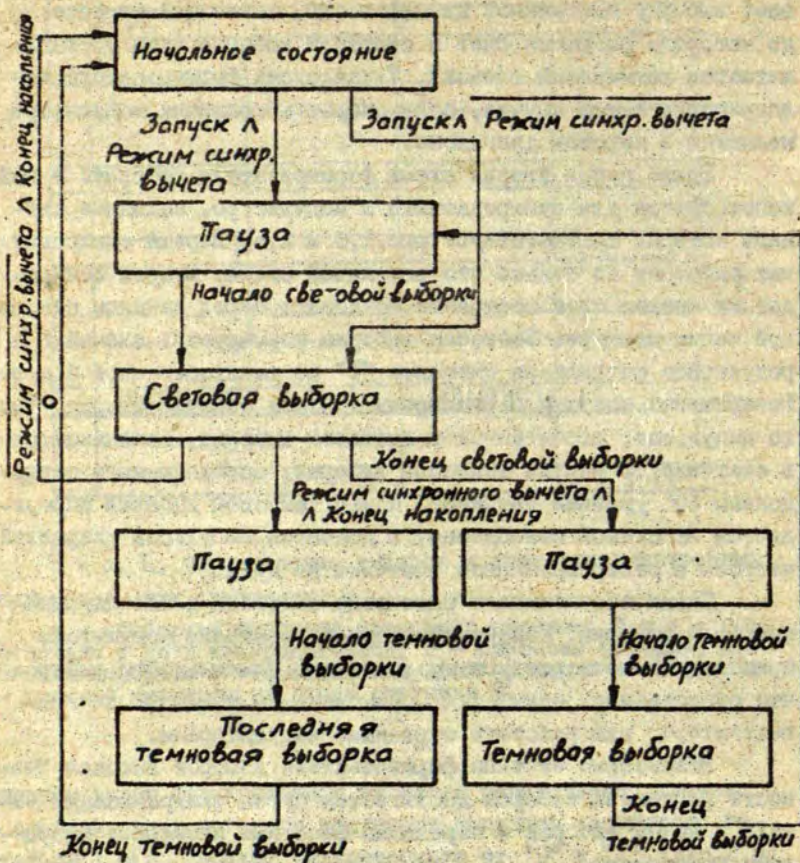 Начальное состояние
Запуск Λ
Режим синхр.
вычета
Запуск Λ Режим синхр. вычета
Режим синхр. вычета Λ Конец накопления
Пауза
Начало световой выборки
Световая выборка
Конец световой выборки
Режим синхронного вычета Λ
Λ Конец накопления
Пауза
Пауза
Начало темновой
выборки
Начало темновой
выборки
Последняя
темновая выборка
Темновая выборка
Конец темновой выборки
Конец
темновой выборки